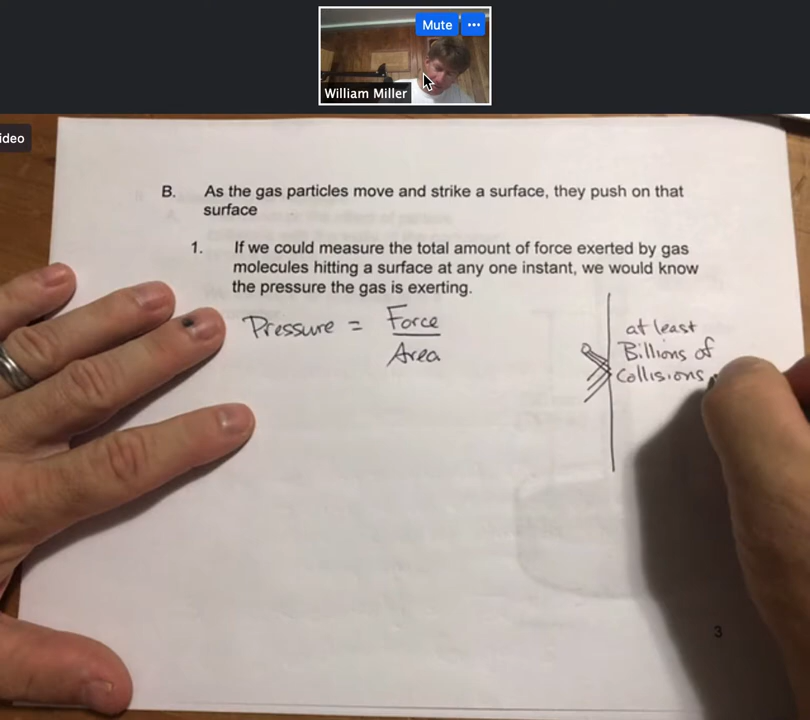 Mute
William Miller
ideo
B. As the gas particles move and strike a surface, they push on that
surface
1. If we could measure the total amount of force exerted by gas
molecules hitting a surface at any one instant, we would know
the pressure the gas is exerting.
Pressure = Force
Area
at least
Billions of
Collisions
3